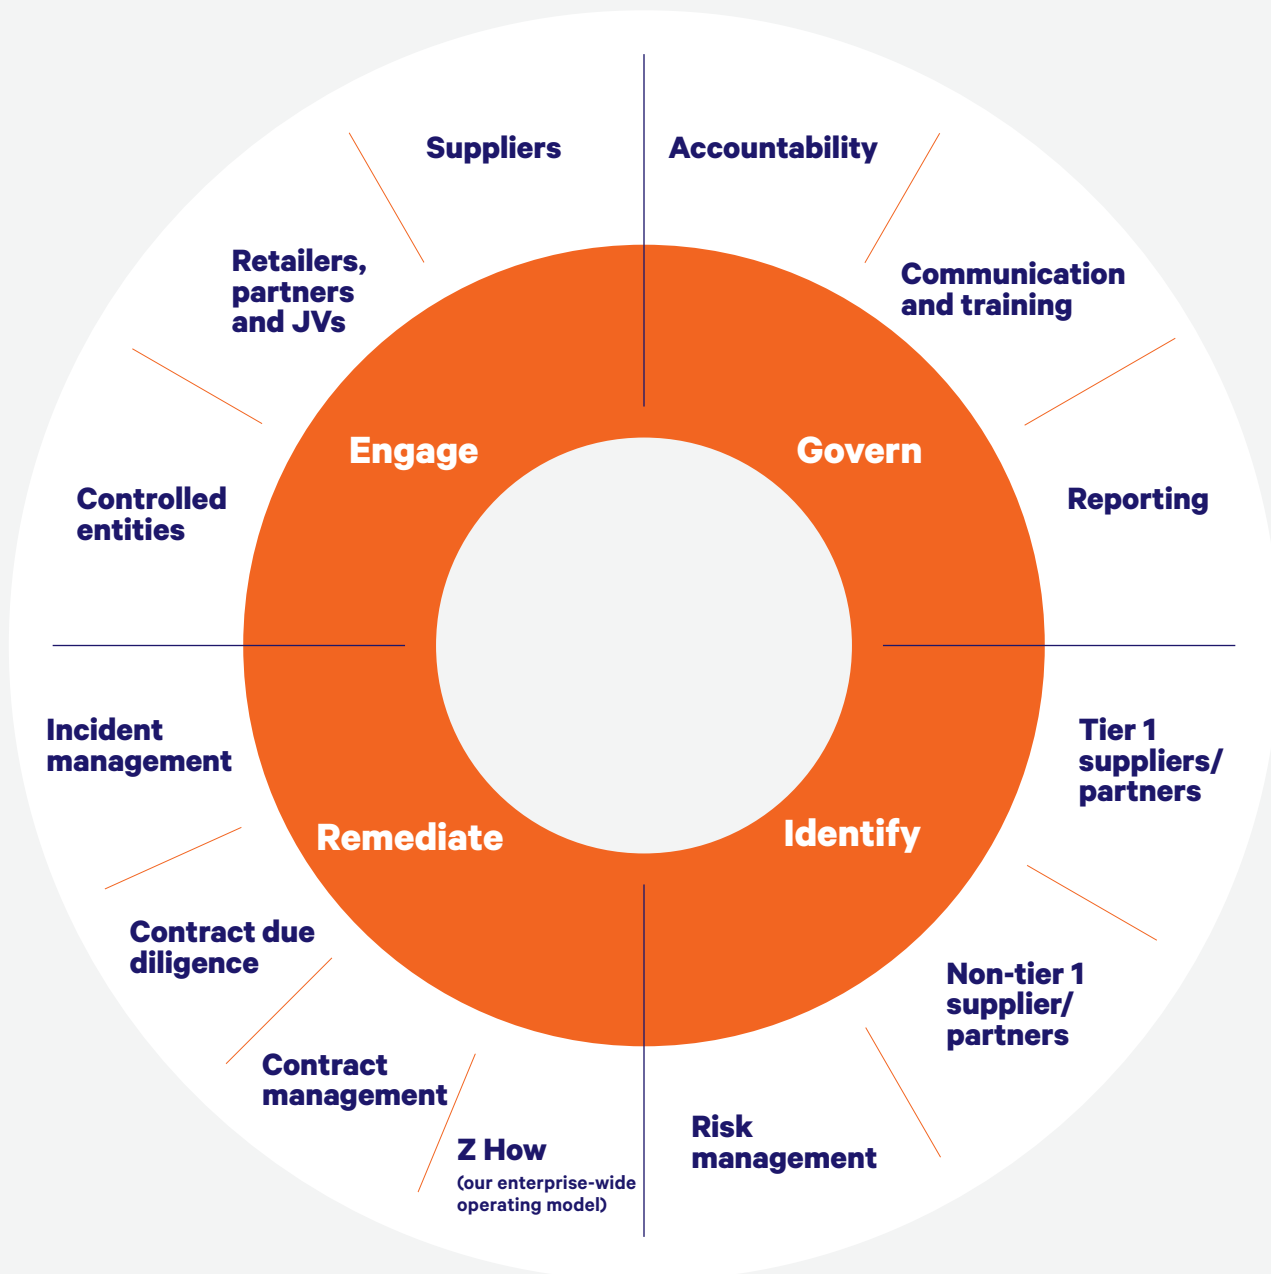 Suppliers
Accountability
Retailers,
partners
and JVs
Communication
and training
Engage
Govern
Controlled
entities
Reporting
Incident
management
Tier 1
suppliers/
partners
Remediate
Identify
Contract due
diligence
Non-tier 1
supplier/
partners
Contract
management
Risk
management
Z How
(our enterprise-wide
operating model)